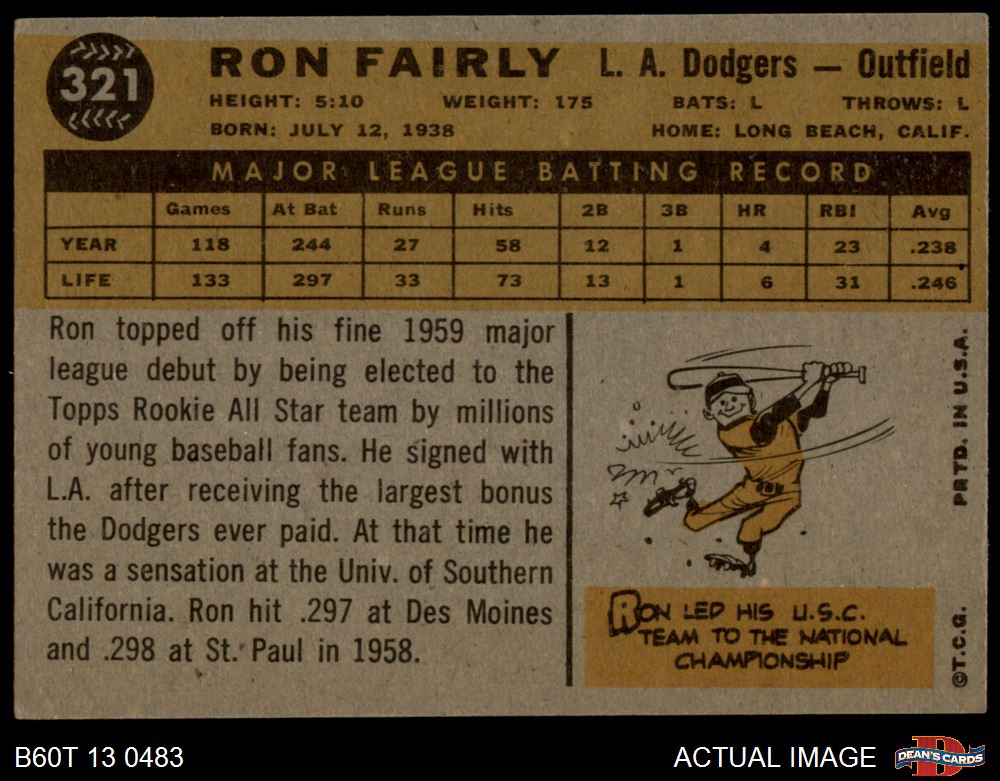 321
RON FAIRLY L. A. Dodgers — Outfield
HEIGHT: 5:10 WEIGHT: 175 BATS: L THROWS: L
BORN: JULY 12, 1938 HOME: LONG BEACH, CALIF.
MAJOR LEAGUE BATTING RECORD
Games At Bat Runs Hits 2B 3B HR RBI Avg
YEAR 118 244 27 58 12 1 4 23 .238
LIFE 133 297 33 73 13 1 6 31 .246
Ron topped off his fine 1959 major
league debut by being elected to the
Topps Rookie All Star team by millions
of young baseball fans. He signed with
L.A. after receiving the largest bonus
the Dodgers ever paid. At that time he
was a sensation at the Univ. of Southern
California. Ron hit .297 at Des Moines
and .298 at St. Paul in 1958.
RON LED HIS U.S.C.
TEAM TO THE NATIONAL
CHAMPIONSHIP
©T.C.G. PRTD. IN U.S.A.
B60T 13 0483 ACTUAL IMAGE
D
DEAN'S CARDS